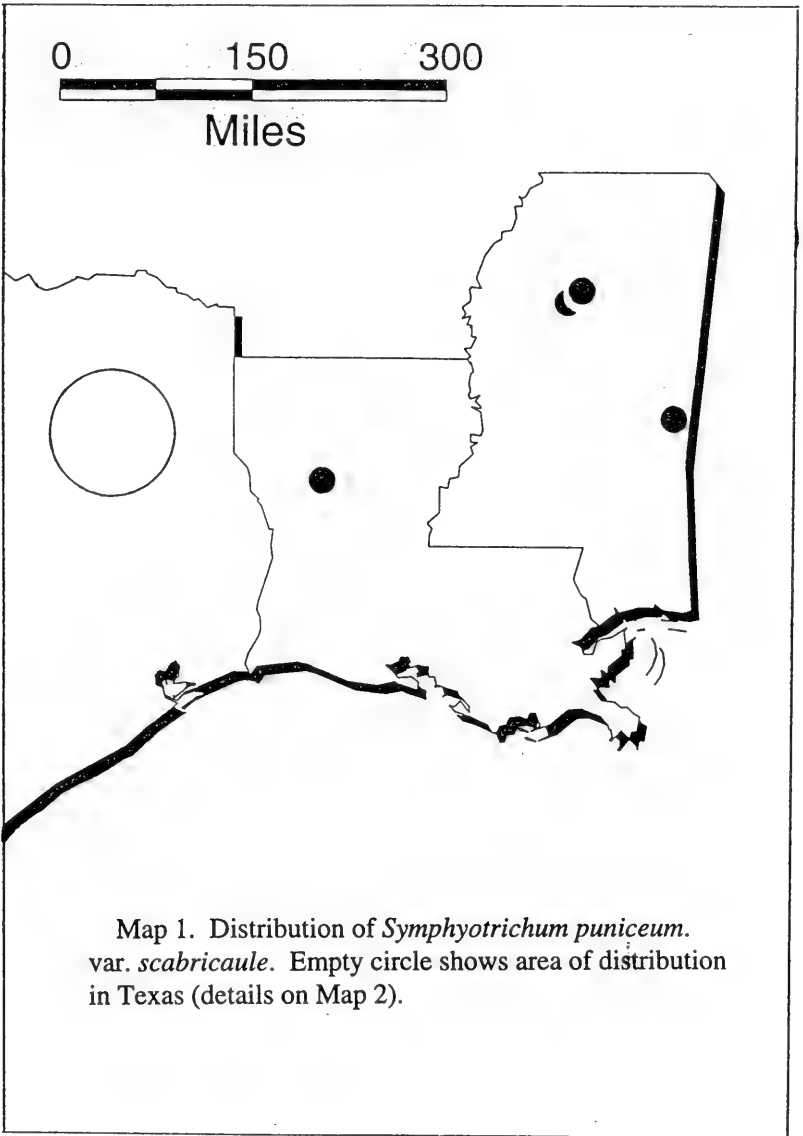 0 150 300
Miles
Map 1. Distribution of Symphyotrichum puniceum.
var. scabricaule. Empty circle shows area of distribution
in Texas (details on Map 2).